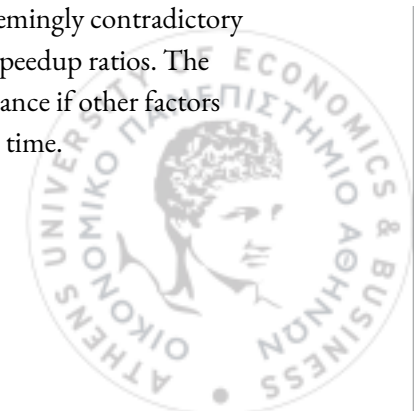 emingly contradictory
peedup ratios. The
ance if other factors
time.
ATHENS UNIVERSITY OF ECONOMICS & BUSINESS
ΟΙΚΟΝΟΜΙΚΟ ΠΑΝΕΠΙΣΤΗΜΙΟ ΑΘΗΝΩΝ